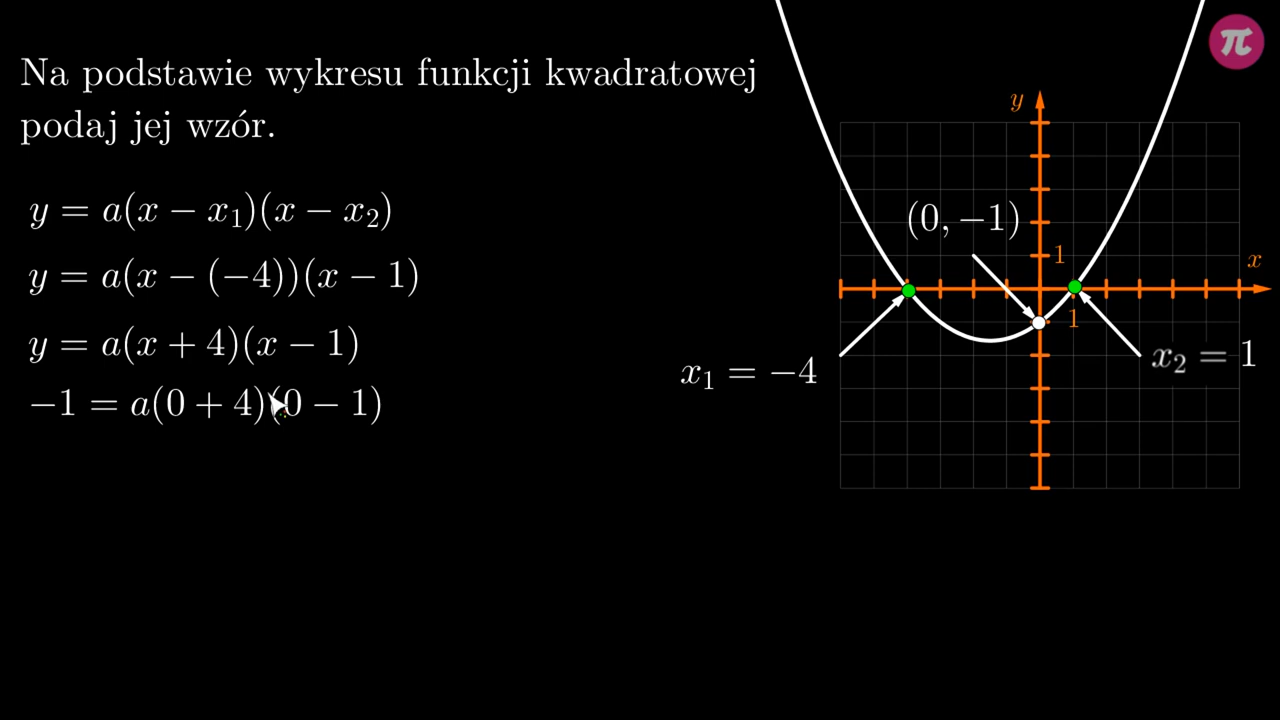 Na podstawie wykresu funkcji kwadratowej
podaj jej wzór.
y = a(x − x₁)(x − x₂)
y = a(x − (−4))(x − 1)
y = a(x + 4)(x − 1)
−1 = a(0 + 4)(0 − 1)
π
y
(0, −1)
1
x
1
x₁ = −4
x₂ = 1